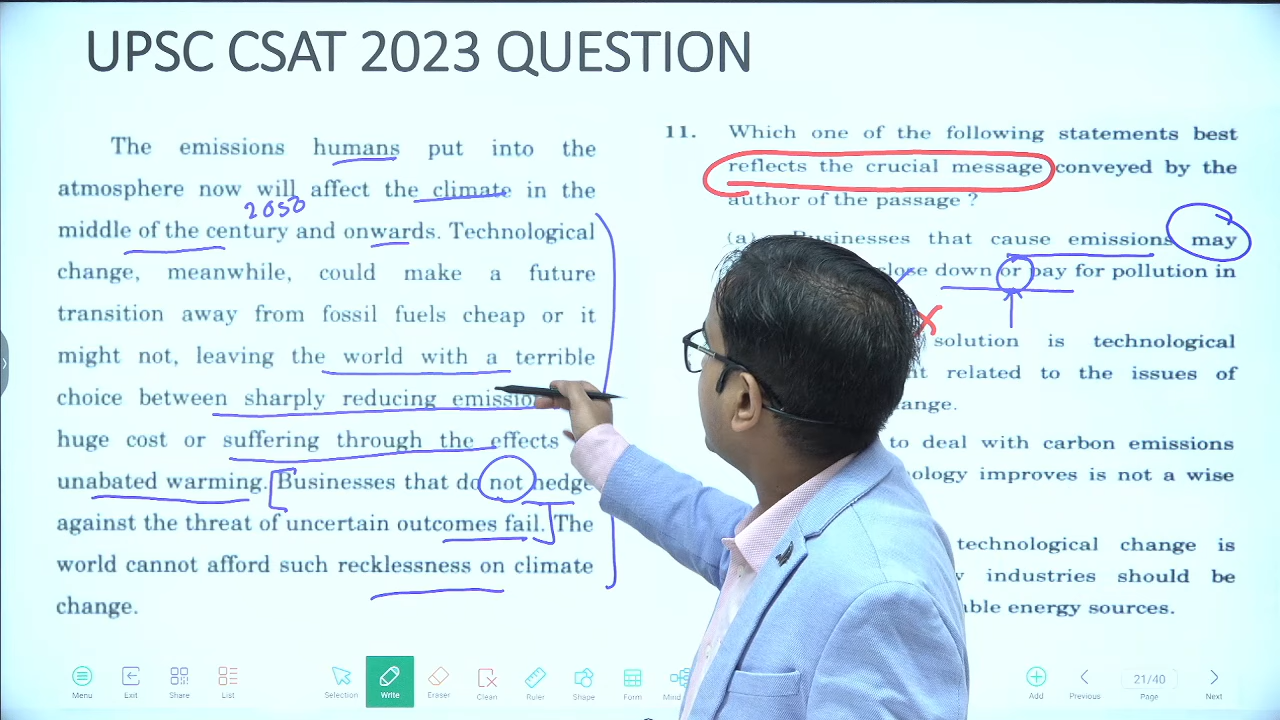 UPSC CSAT 2023 QUESTION
The emissions humans put into the
atmosphere now will affect the climate in the
2050
middle of the century and onwards. Technological
change, meanwhile, could make a future
transition away from fossil fuels cheap or it
might not, leaving the world with a terrible
choice between sharply reducing emission
huge cost or suffering through the effects
unabated warming. Businesses that do not hedge
against the threat of uncertain outcomes fail. The
world cannot afford such recklessness on climate
change.
11. Which one of the following statements best
reflects the crucial message conveyed by the
author of the passage ?
(a) Businesses that cause emissions may
close down or pay for pollution in
solution is technological
related to the issues of
to deal with carbon emissions
improves is not a wise
technological change is
industries should be
energy sources.
Menu
Exit
Share
List
Selection
Write
Eraser
Clean
Ruler
Shape
Form
Mind
Add
Previous
21/40
Page
Next